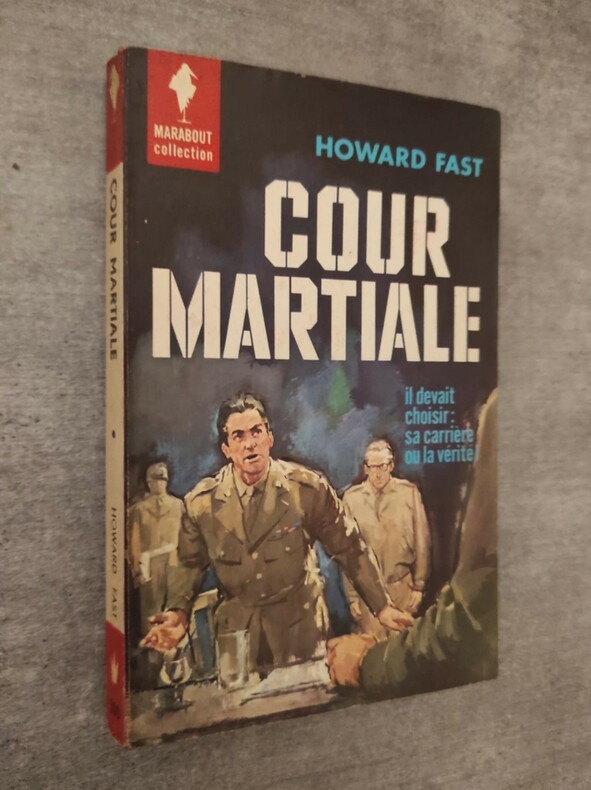 MARABOUT
collection
HOWARD FAST
COUR
MARTIALE
il devait
choisir:
sa carrière
ou la vérité
COUR MARTIALE
HOWARD FAST